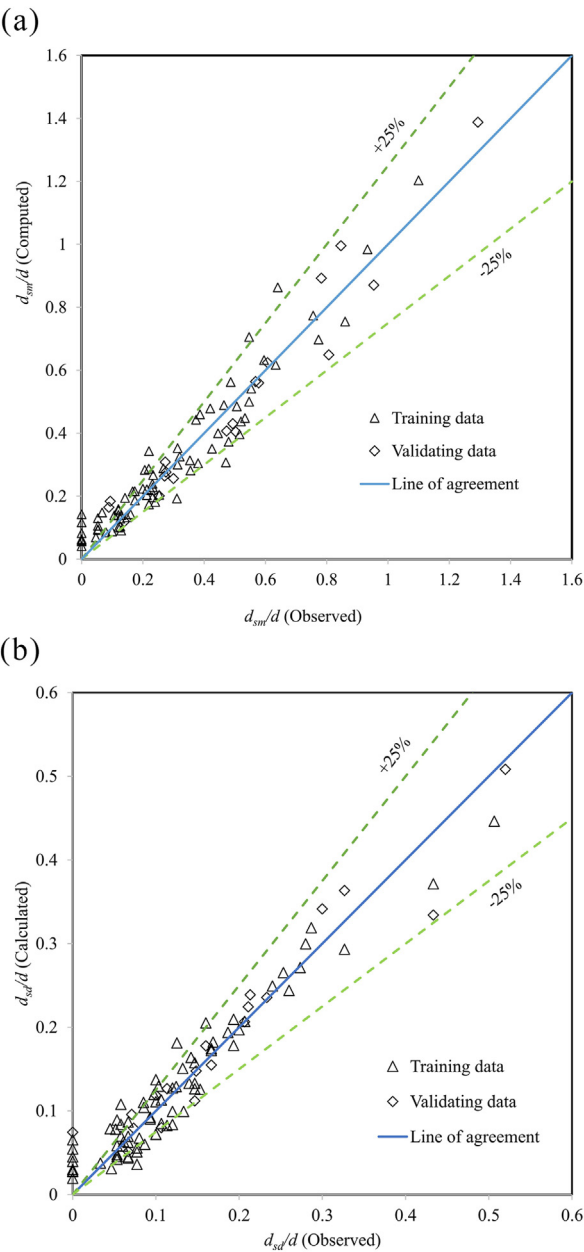 (a)
1.6
1.4
1.2
1
0.8
0.6
0.4
0.2
0
dsm/d (Computed)
+25%
-25%
Training data
Validating data
Line of agreement
0 0.2 0.4 0.6 0.8 1 1.2 1.4 1.6
dsm/d (Observed)
(b)
0.6
0.5
0.4
0.3
0.2
0.1
0
dsd/d (Calculated)
+25%
-25%
Training data
Validating data
Line of agreement
0 0.1 0.2 0.3 0.4 0.5 0.6
dsd/d (Observed)